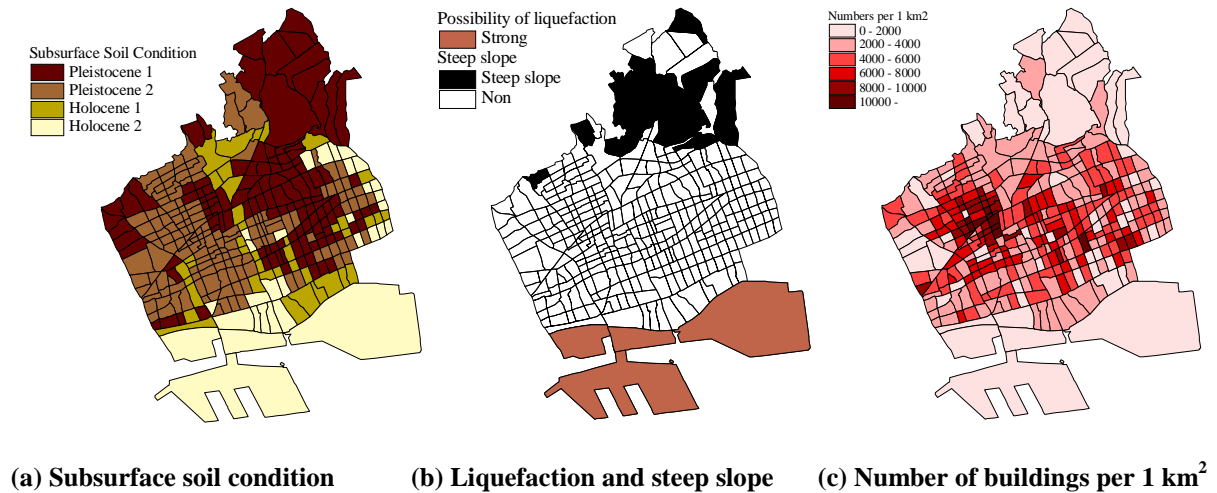 Subsurface Soil Condition
Pleistocene 1
Pleistocene 2
Holocene 1
Holocene 2
Possibility of liquefaction
Strong
Steep slope
Steep slope
Non
Numbers per 1 km2
0 - 2000
2000 - 4000
4000 - 6000
6000 - 8000
8000 - 10000
10000 -
(a) Subsurface soil condition
(b) Liquefaction and steep slope
(c) Number of buildings per 1 km²